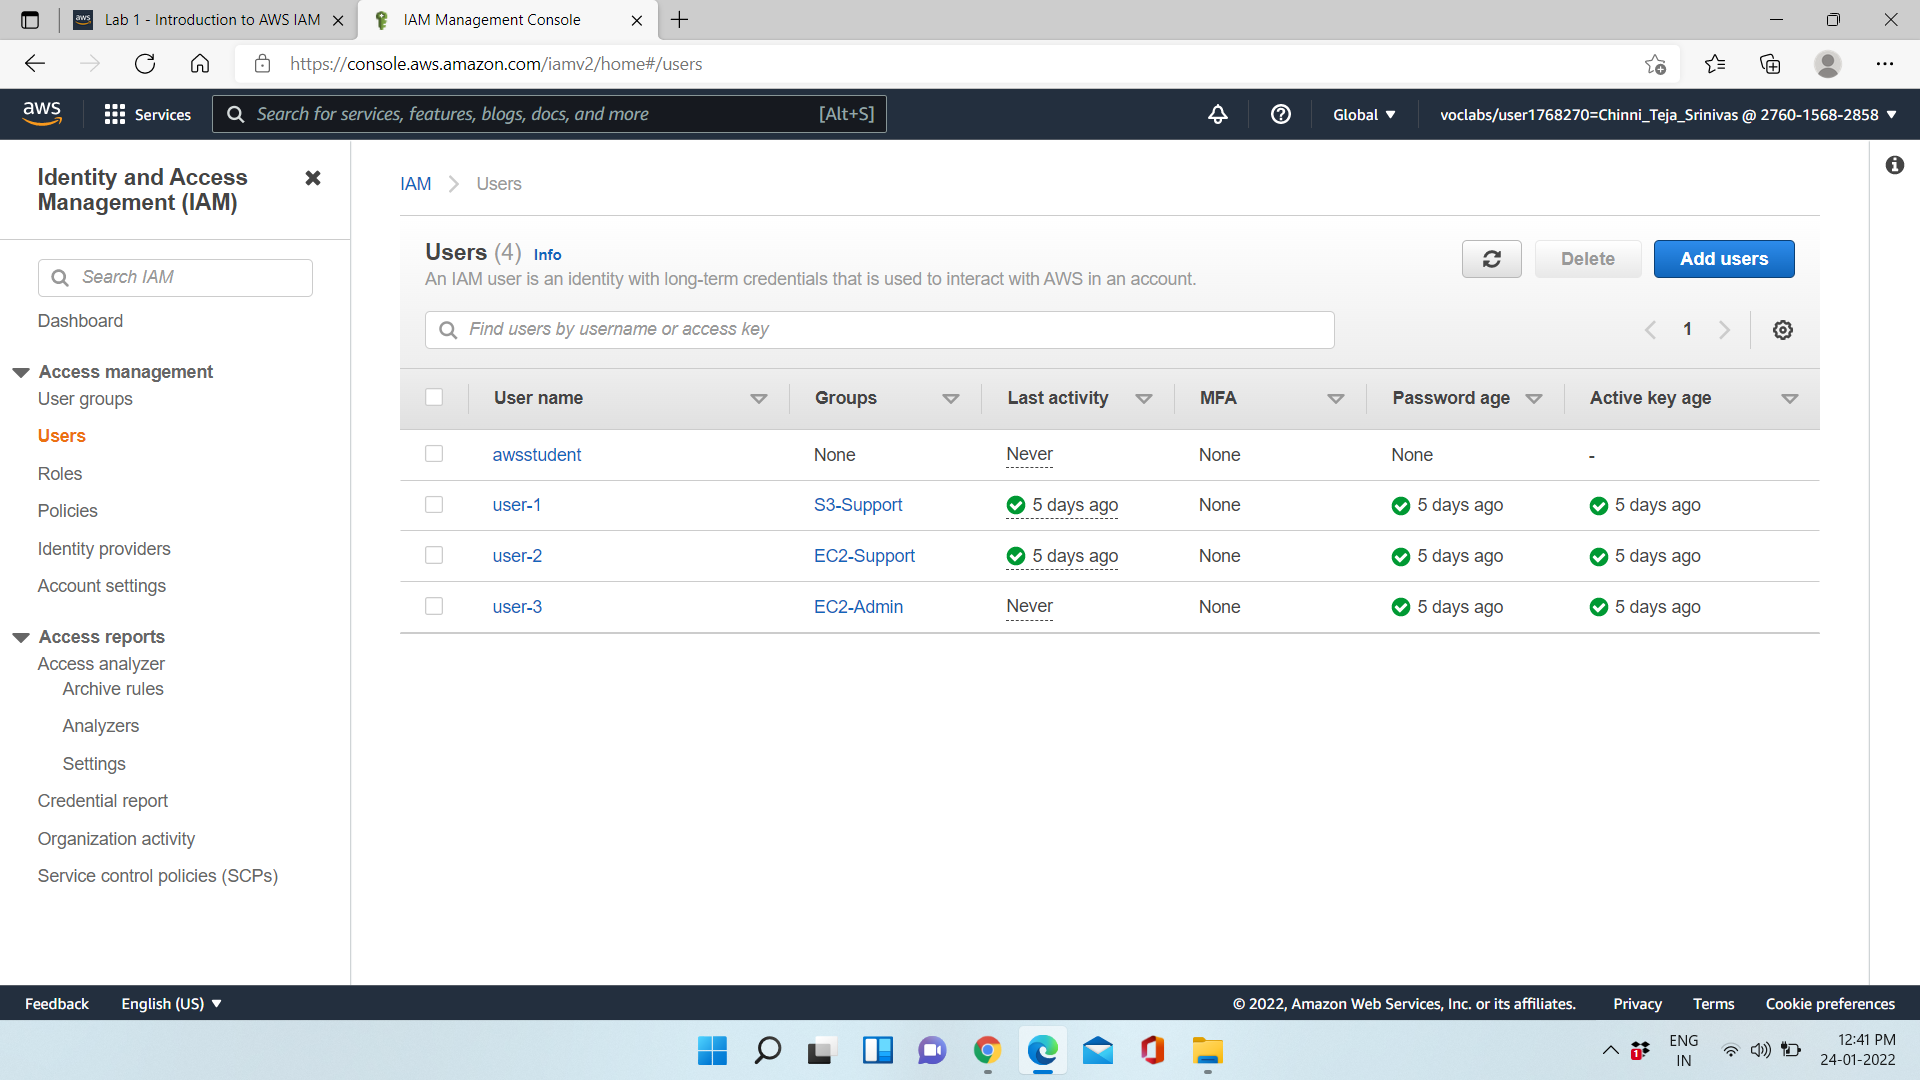 Lab 1 - Introduction to AWS IAM
IAM Management Console
https://console.aws.amazon.com/iamv2/home#/users
aws
Services
Search for services, features, blogs, docs, and more
[Alt+S]
Global
voclabs/user1768270=Chinni_Teja_Srinivas @ 2760-1568-2858
Identity and Access
Management (IAM)
Search IAM
Dashboard
Access management
User groups
Users
Roles
Policies
Identity providers
Account settings
Access reports
Access analyzer
Archive rules
Analyzers
Settings
Credential report
Organization activity
Service control policies (SCPs)
IAM
Users
Users (4) Info
An IAM user is an identity with long-term credentials that is used to interact with AWS in an account.
Delete
Add users
Find users by username or access key
1
User name Groups Last activity MFA Password age Active key age
awsstudent None Never None None -
user-1 S3-Support 5 days ago None 5 days ago 5 days ago
user-2 EC2-Support 5 days ago None 5 days ago 5 days ago
user-3 EC2-Admin Never None 5 days ago 5 days ago
Feedback
English (US)
© 2022, Amazon Web Services, Inc. or its affiliates.
Privacy
Terms
Cookie preferences
1
ENG
IN
12:41 PM
24-01-2022